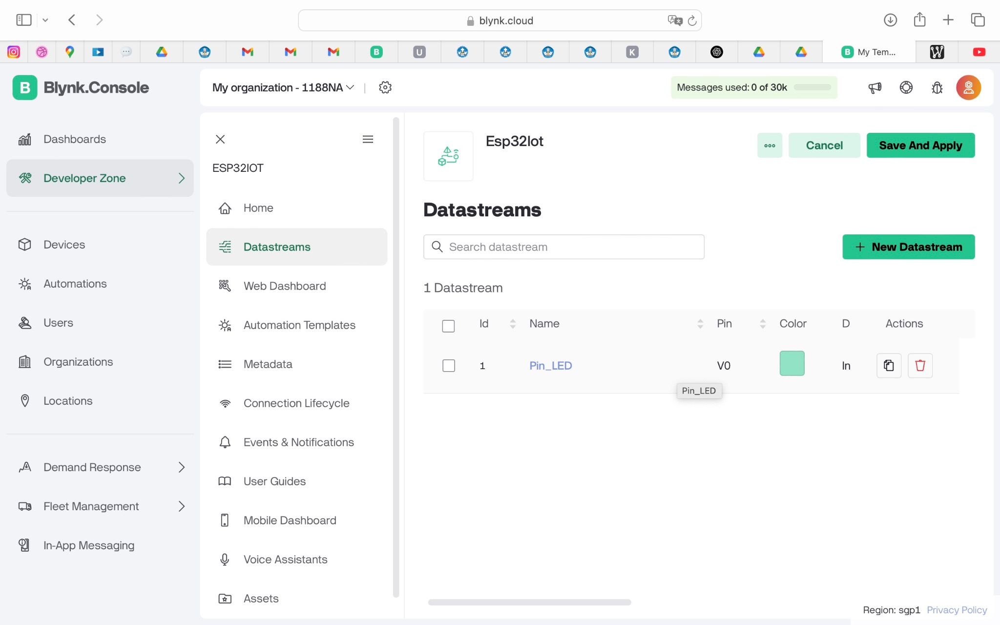 blynk.cloud
B
U
K
B My Tem...
B Blynk.Console
My organization - 1188NA
Messages used: 0 of 30k
Dashboards
Developer Zone
Devices
Automations
Users
Organizations
Locations
Demand Response
Fleet Management
In-App Messaging
ESP32IOT
Home
Datastreams
Web Dashboard
Automation Templates
Metadata
Connection Lifecycle
Events & Notifications
User Guides
Mobile Dashboard
Voice Assistants
Assets
Esp32Iot
Cancel
Save And Apply
Datastreams
Search datastream
+ New Datastream
1 Datastream
Id Name Pin Color D Actions
1 Pin_LED V0 In
Pin_LED
Region: sgp1 Privacy Policy